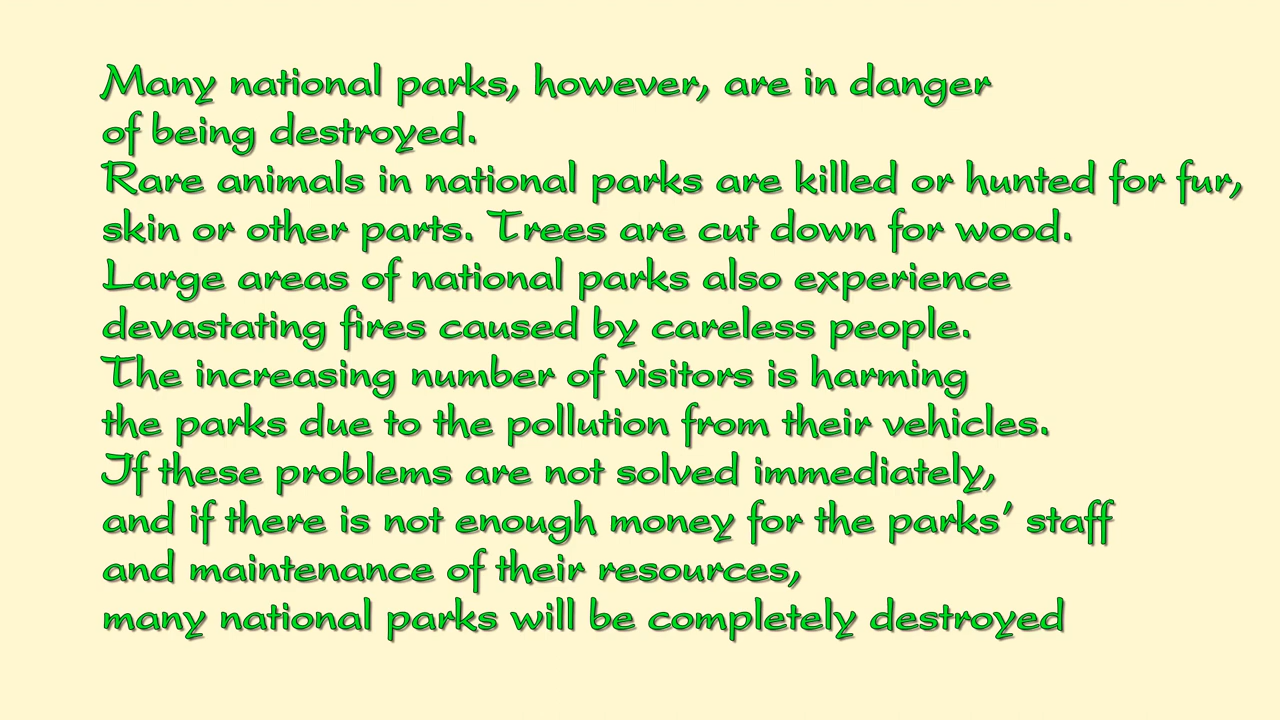 Many national parks, however, are in danger
of being destroyed.
Rare animals in national parks are killed or hunted for fur,
skin or other parts. Trees are cut down for wood.
Large areas of national parks also experience
devastating fires caused by careless people.
The increasing number of visitors is harming
the parks due to the pollution from their vehicles.
If these problems are not solved immediately,
and if there is not enough money for the parks’ staff
and maintenance of their resources,
many national parks will be completely destroyed